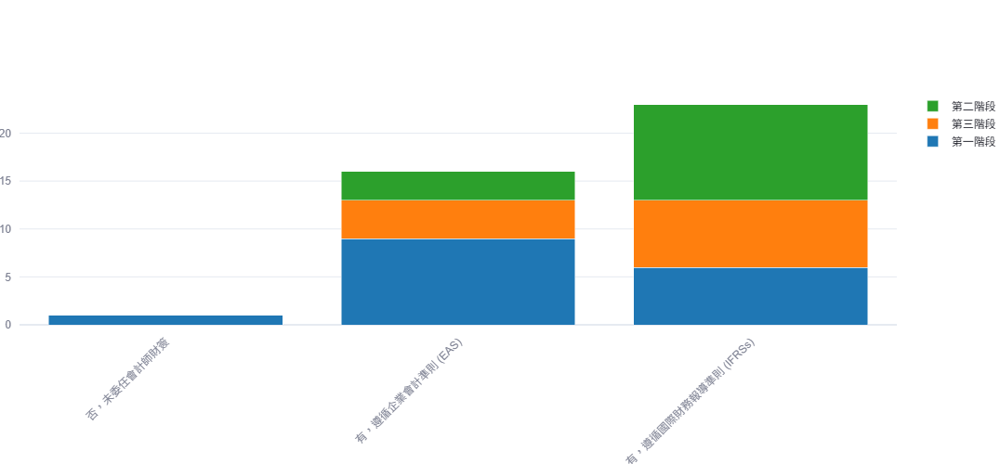 第二階段
第三階段
第一階段
20
15
10
5
0
否，未委任會計師財簽
有，遵循企業會計準則 (EAS)
有，遵循國際財務報導準則 (IFRSs)